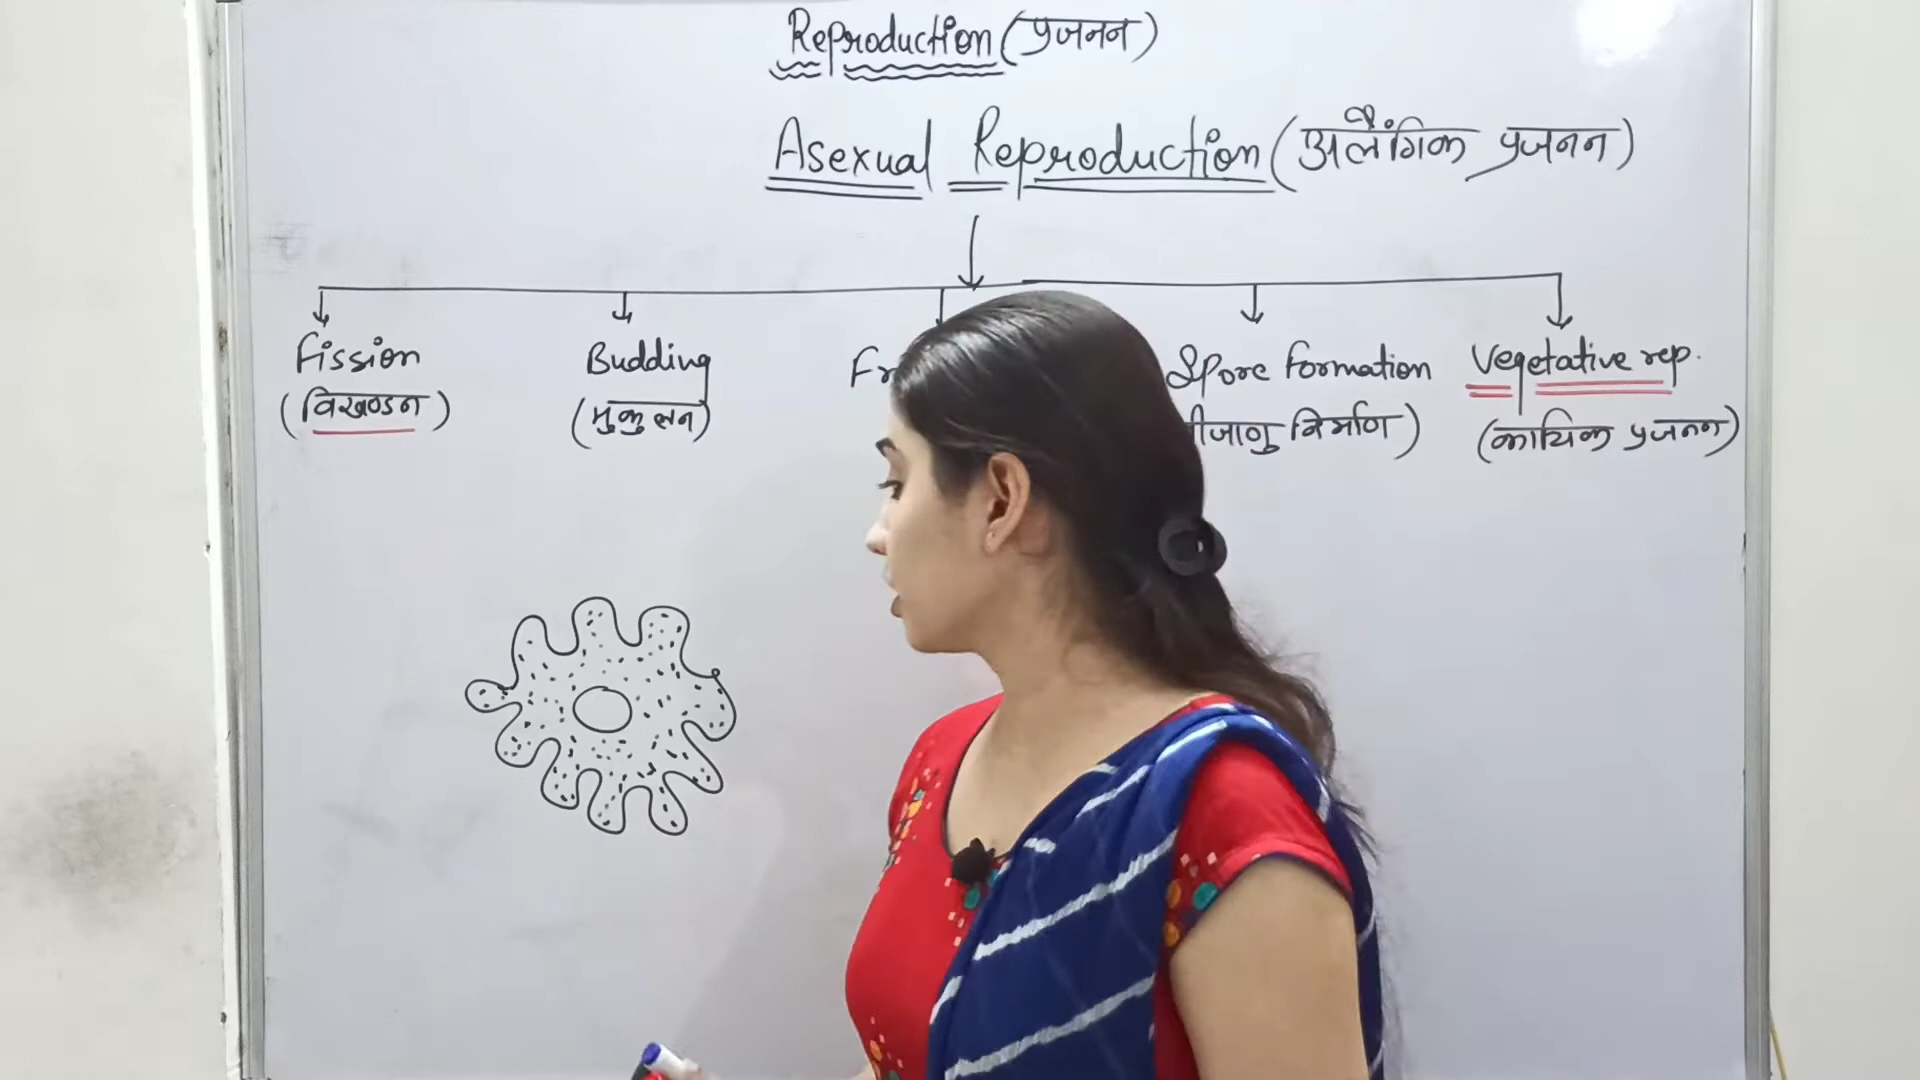 Reproduction (प्रजनन)
Asexual Reproduction (अलैंगिक प्रजनन)
Fission
(विखण्डन)
Budding
(मुकुलन)
Spore formation
निर्माण)
Vegetative rep.
(कायिक प्रजनन)